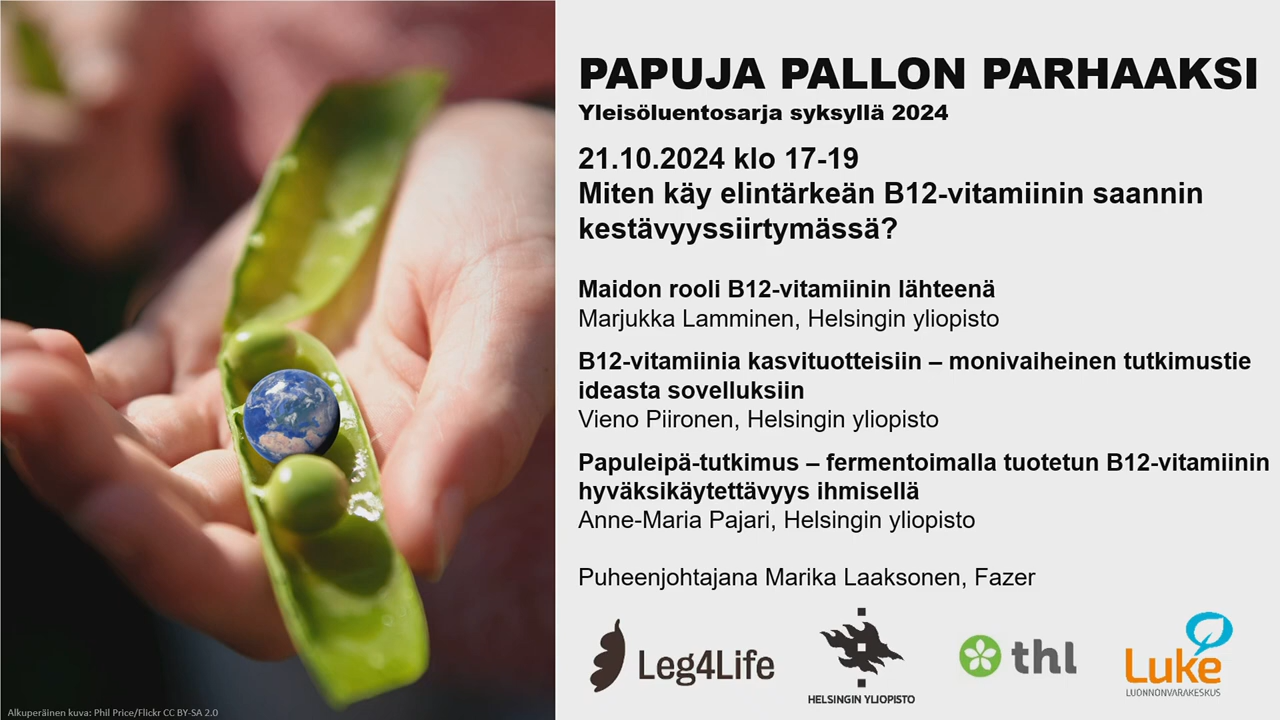 PAPUJA PALLON PARHAAKSI
Yleisöluentosarja syksyllä 2024
21.10.2024 klo 17-19
Miten käy elintärkeän B12-vitamiinin saannin
kestävyyssiirtymässä?
Maidon rooli B12-vitamiinin lähteenä
Marjukka Lamminen, Helsingin yliopisto
B12-vitamiinia kasvituotteisiin – monivaiheinen tutkimustie
ideasta sovelluksiin
Vieno Piironen, Helsingin yliopisto
Papuleipä-tutkimus – fermentoimalla tuotetun B12-vitamiinin
hyväksikäytettävyys ihmisellä
Anne-Maria Pajari, Helsingin yliopisto
Puheenjohtajana Marika Laaksonen, Fazer
Leg4Life
HELSINGIN YLIOPISTO
thl
Luke
LUONNONVARAKESKUS
Alkuperäinen kuva: Phil Price/Flickr CC BY-SA 2.0